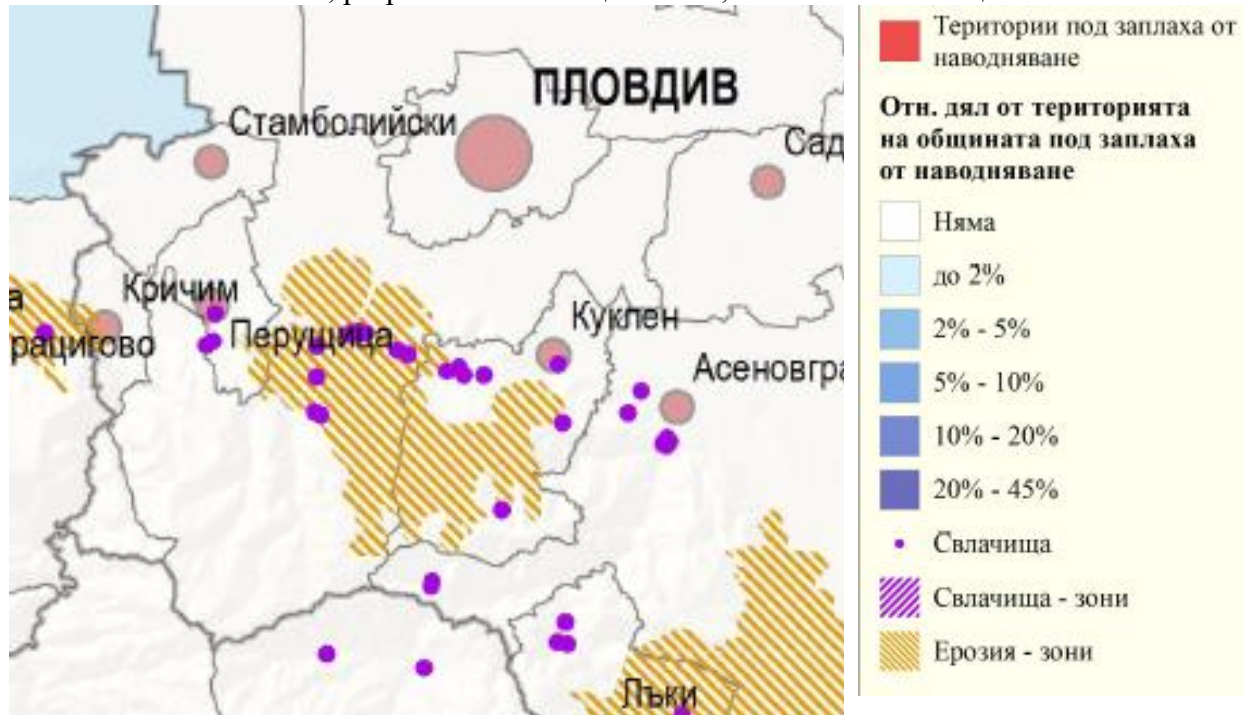 ПЛОВДИВ
Стамболийски
Сад
Кричим
а
рацигово
Перущица
Куклен
Асеновгра
Лъки
Територии под заплаха от
наводняване
Отн. дял от територията
на общината под заплаха
от наводняване
Няма
до 2%
2% - 5%
5% - 10%
10% - 20%
20% - 45%
Свлачища
Свлачища - зони
Ерозия - зони